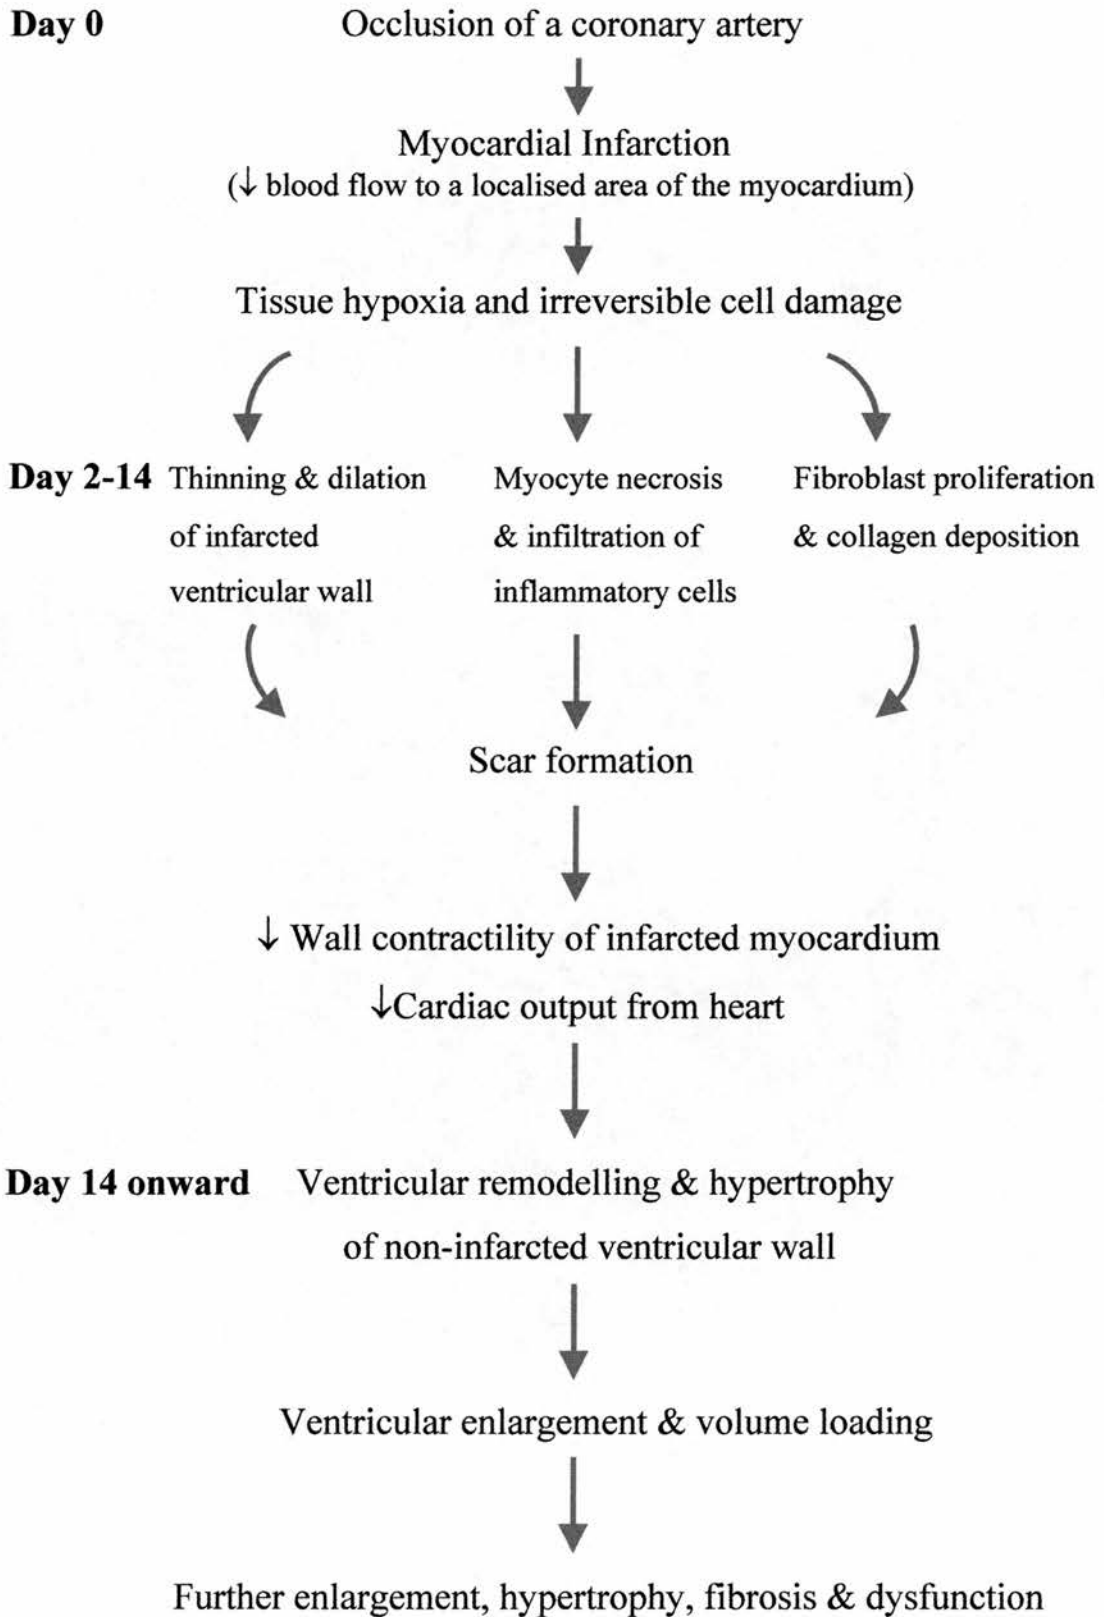 Day 0 Occlusion of a coronary artery
Myocardial Infarction
(↓ blood flow to a localised area of the myocardium)
Tissue hypoxia and irreversible cell damage
Day 2-14 Thinning & dilation Myocyte necrosis Fibroblast proliferation
of infarcted & infiltration of & collagen deposition
ventricular wall inflammatory cells
Scar formation
↓ Wall contractility of infarcted myocardium
↓Cardiac output from heart
Day 14 onward Ventricular remodelling & hypertrophy
of non-infarcted ventricular wall
Ventricular enlargement & volume loading
Further enlargement, hypertrophy, fibrosis & dysfunction